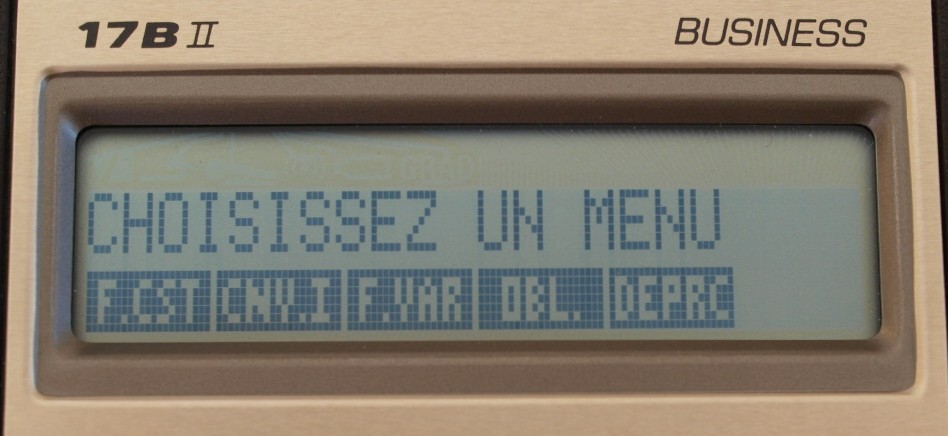 17BII BUSINESS
CHOISISSEZ UN MENU
F.CST CNV.I F.VAR OBL. DEPRC